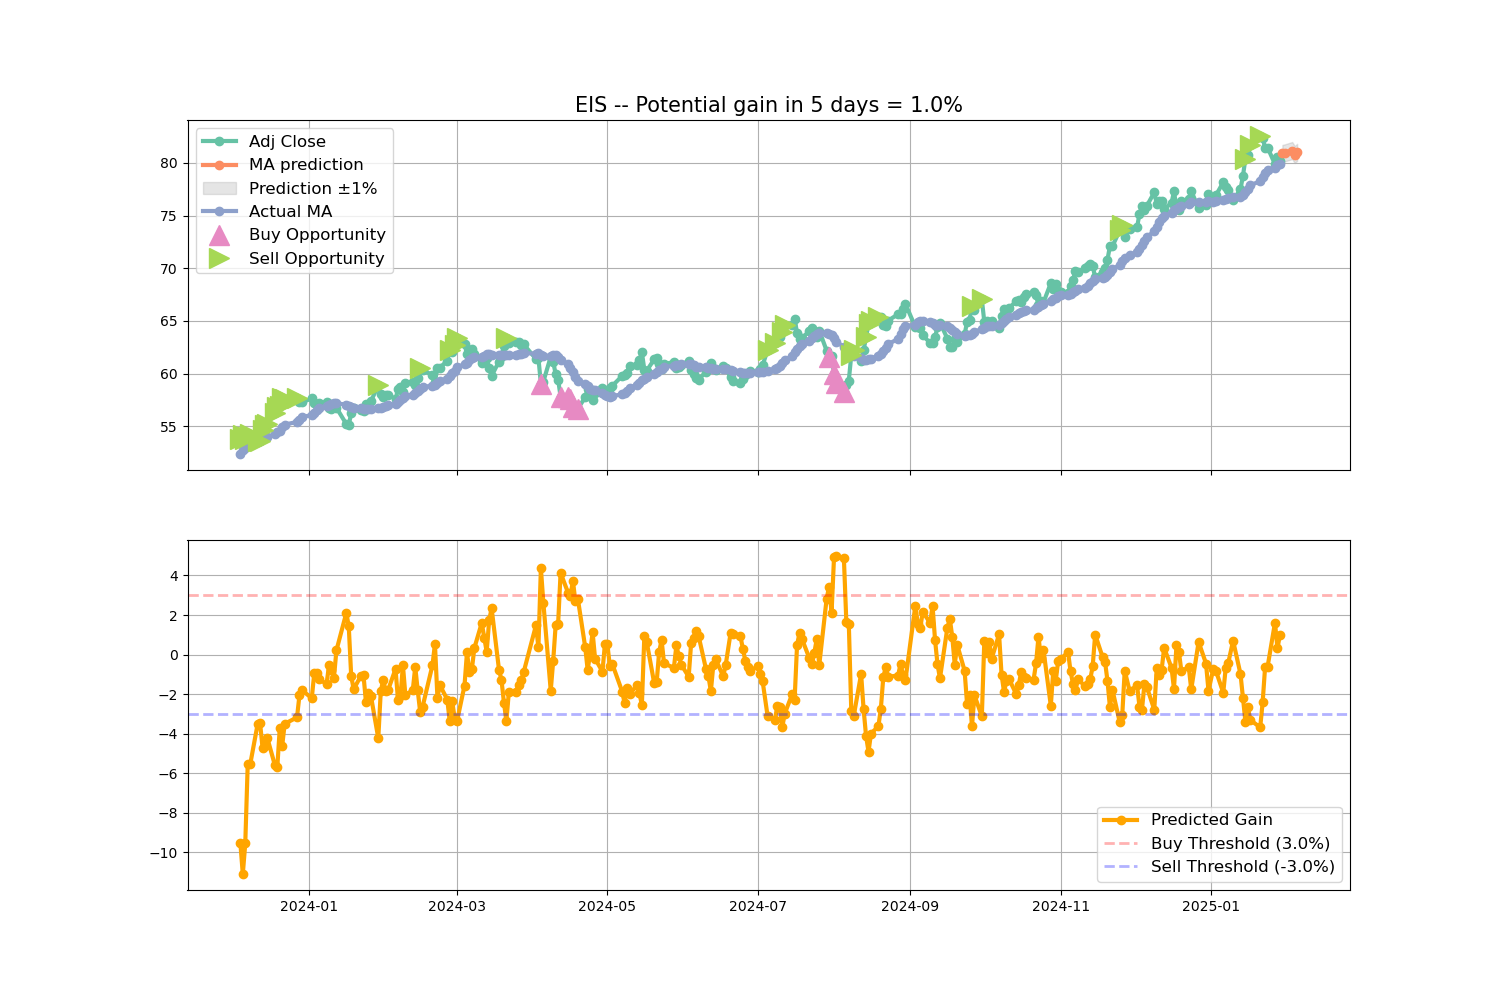 EIS -- Potential gain in 5 days = 1.0%
Adj Close
MA prediction
Prediction ±1%
Actual MA
Buy Opportunity
Sell Opportunity
80
75
70
65
60
55
4
2
0
−2
−4
−6
−8
−10
Predicted Gain
Buy Threshold (3.0%)
Sell Threshold (-3.0%)
2024-01
2024-03
2024-05
2024-07
2024-09
2024-11
2025-01